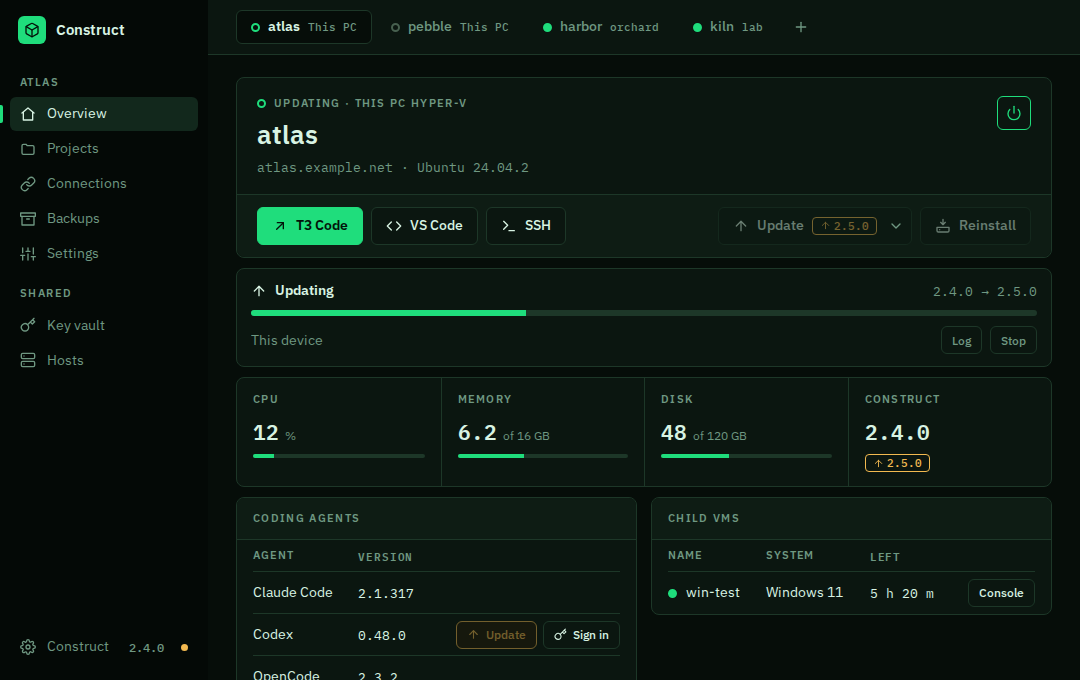 Construct
atlas This PC
pebble This PC
harbor orchard
kiln lab
ATLAS
Overview
Projects
Connections
Backups
Settings
SHARED
Key vault
Hosts
Construct 2.4.0
UPDATING · THIS PC HYPER-V
atlas
atlas.example.net · Ubuntu 24.04.2
T3 Code
VS Code
SSH
Update ↑ 2.5.0
Reinstall
↑ Updating
2.4.0 → 2.5.0
This device
Log
Stop
CPU
12 %
MEMORY
6.2 of 16 GB
DISK
48 of 120 GB
CONSTRUCT
2.4.0
↑ 2.5.0
CODING AGENTS
AGENT VERSION
Claude Code 2.1.317
Codex 0.48.0 Update Sign in
OpenCode 2.3.2
CHILD VMS
NAME SYSTEM LEFT
win-test Windows 11 5 h 20 m Console